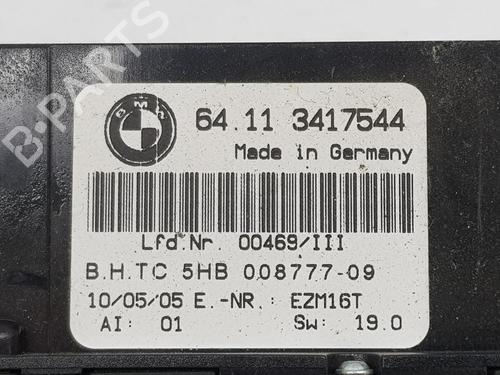 BMW
64.11 3417544
Made in Germany
Lfd.Nr. 00469/III
B.H.TC 5HB 008777-09
10/05/05 E.-NR.: EZM16T
AI: 01 Sw: 19.0
B-PARTS